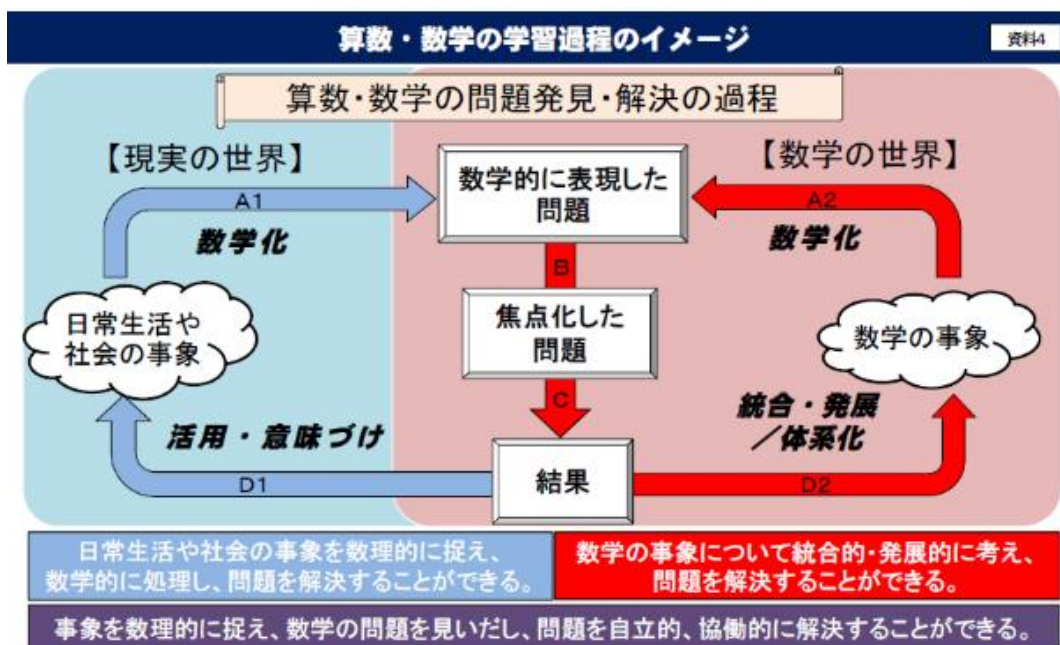 算数・数学の学習過程のイメージ
資料4
算数・数学の問題発見・解決の過程
【現実の世界】
【数学の世界】
A1
数学化
数学的に表現した
問題
A2
数学化
B
日常生活や
社会の事象
焦点化した
問題
数学の事象
C
活用・意味づけ
統合・発展
／体系化
D1
結果
D2
日常生活や社会の事象を数理的に捉え、
数学的に処理し、問題を解決することができる。
数学の事象について統合的・発展的に考え、
問題を解決することができる。
事象を数理的に捉え、数学の問題を見いだし、問題を自立的、協働的に解決することができる。